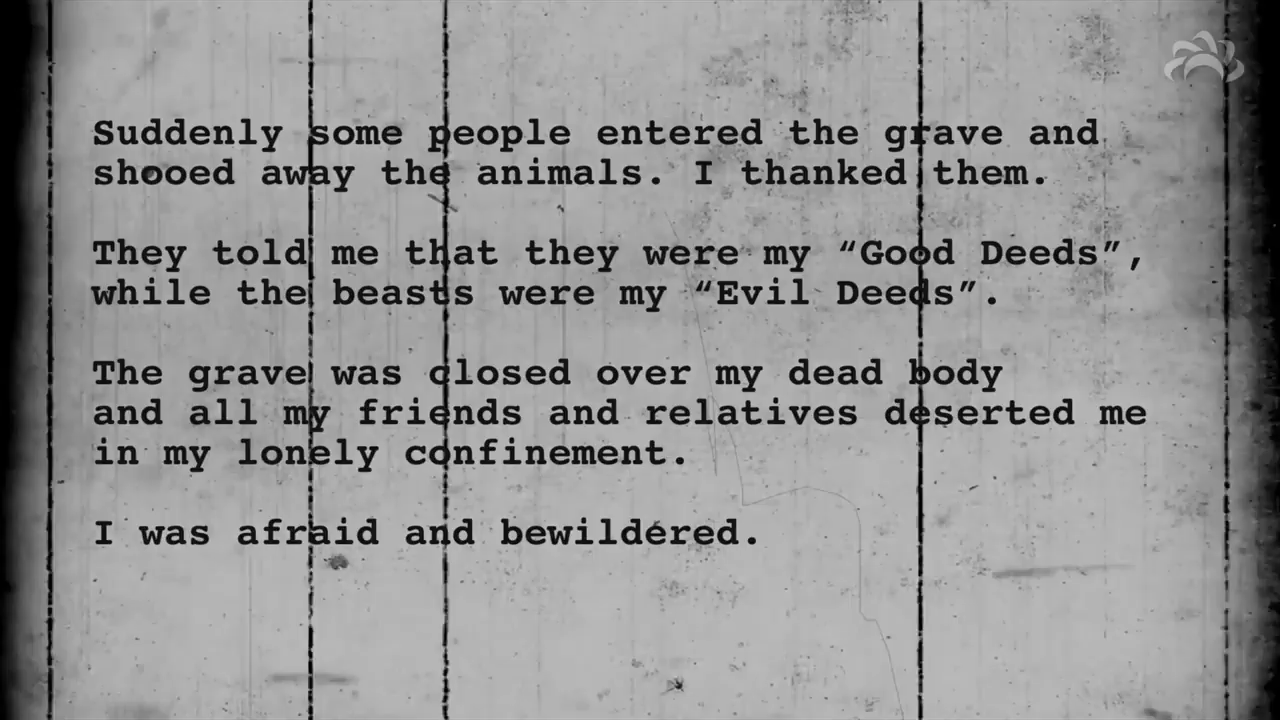 Suddenly some people entered the grave and
shooed away the animals. I thanked them.
They told me that they were my “Good Deeds”,
while the beasts were my “Evil Deeds”.
The grave was closed over my dead body
and all my friends and relatives deserted me
in my lonely confinement.
I was afraid and bewildered.